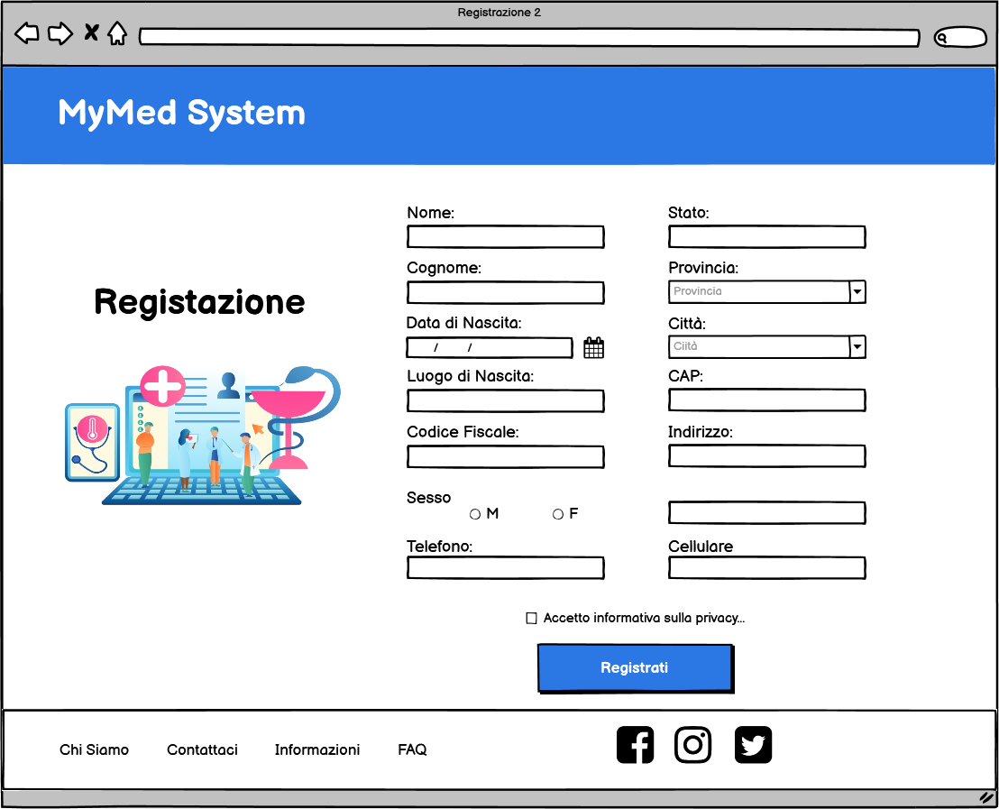 Registrazione 2
MyMed System
Registazione
Nome:
Cognome:
Data di Nascita:
/ /
Luogo di Nascita:
Codice Fiscale:
Sesso
M F
Telefono:
Stato:
Provincia:
Provincia
Città:
Ciità
CAP:
Indirizzo:
Cellulare
Accetto informativa sulla privacy...
Registrati
Chi Siamo Contattaci Informazioni FAQ